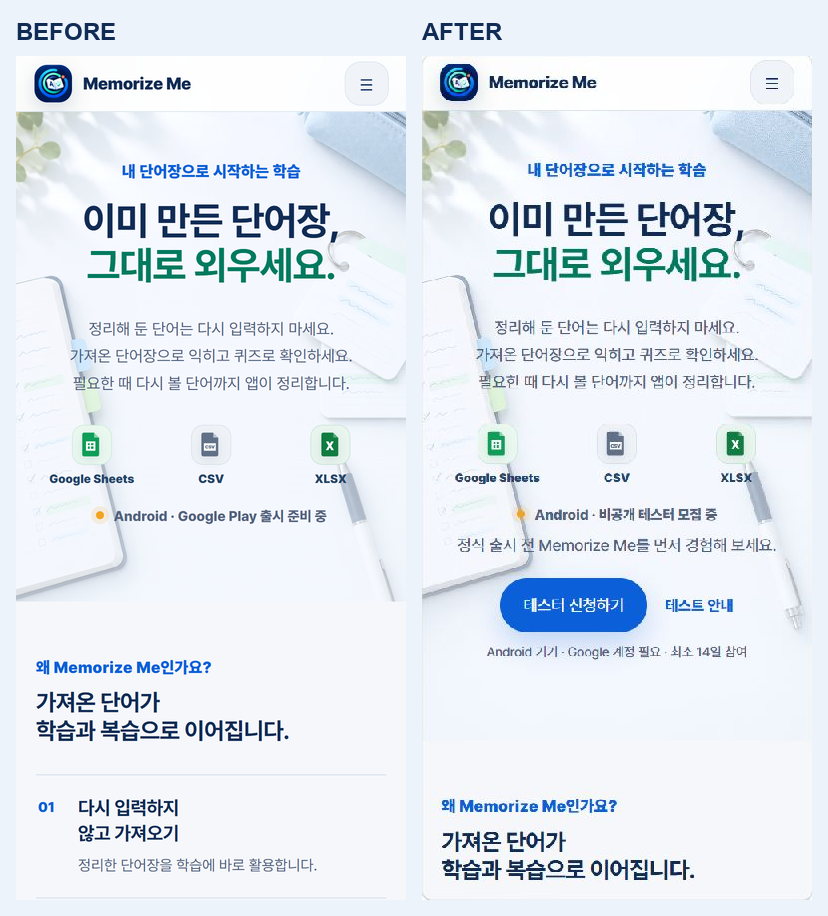 BEFORE
Memorize Me
내 단어장으로 시작하는 학습
이미 만든 단어장,
그대로 외우세요.
정리해 둔 단어는 다시 입력하지 마세요.
가져온 단어장으로 익히고 퀴즈로 확인하세요.
필요한 때 다시 볼 단어까지 앱이 정리합니다.
Google Sheets
CSV
XLSX
Android · Google Play 출시 준비 중
왜 Memorize Me인가요?
가져온 단어가
학습과 복습으로 이어집니다.
01
다시 입력하지
않고 가져오기
정리한 단어장을 학습에 바로 활용합니다.
AFTER
Memorize Me
내 단어장으로 시작하는 학습
이미 만든 단어장,
그대로 외우세요.
정리해 둔 단어는 다시 입력하지 마세요.
가져온 단어장으로 익히고 퀴즈로 확인하세요.
필요한 때 다시 볼 단어까지 앱이 정리합니다.
Google Sheets
CSV
XLSX
Android · 비공개 테스터 모집 중
정식 출시 전 Memorize Me를 먼저 경험해 보세요.
테스터 신청하기
테스트 안내
Android 기기 · Google 계정 필요 · 최소 14일 참여
왜 Memorize Me인가요?
가져온 단어가
학습과 복습으로 이어집니다.